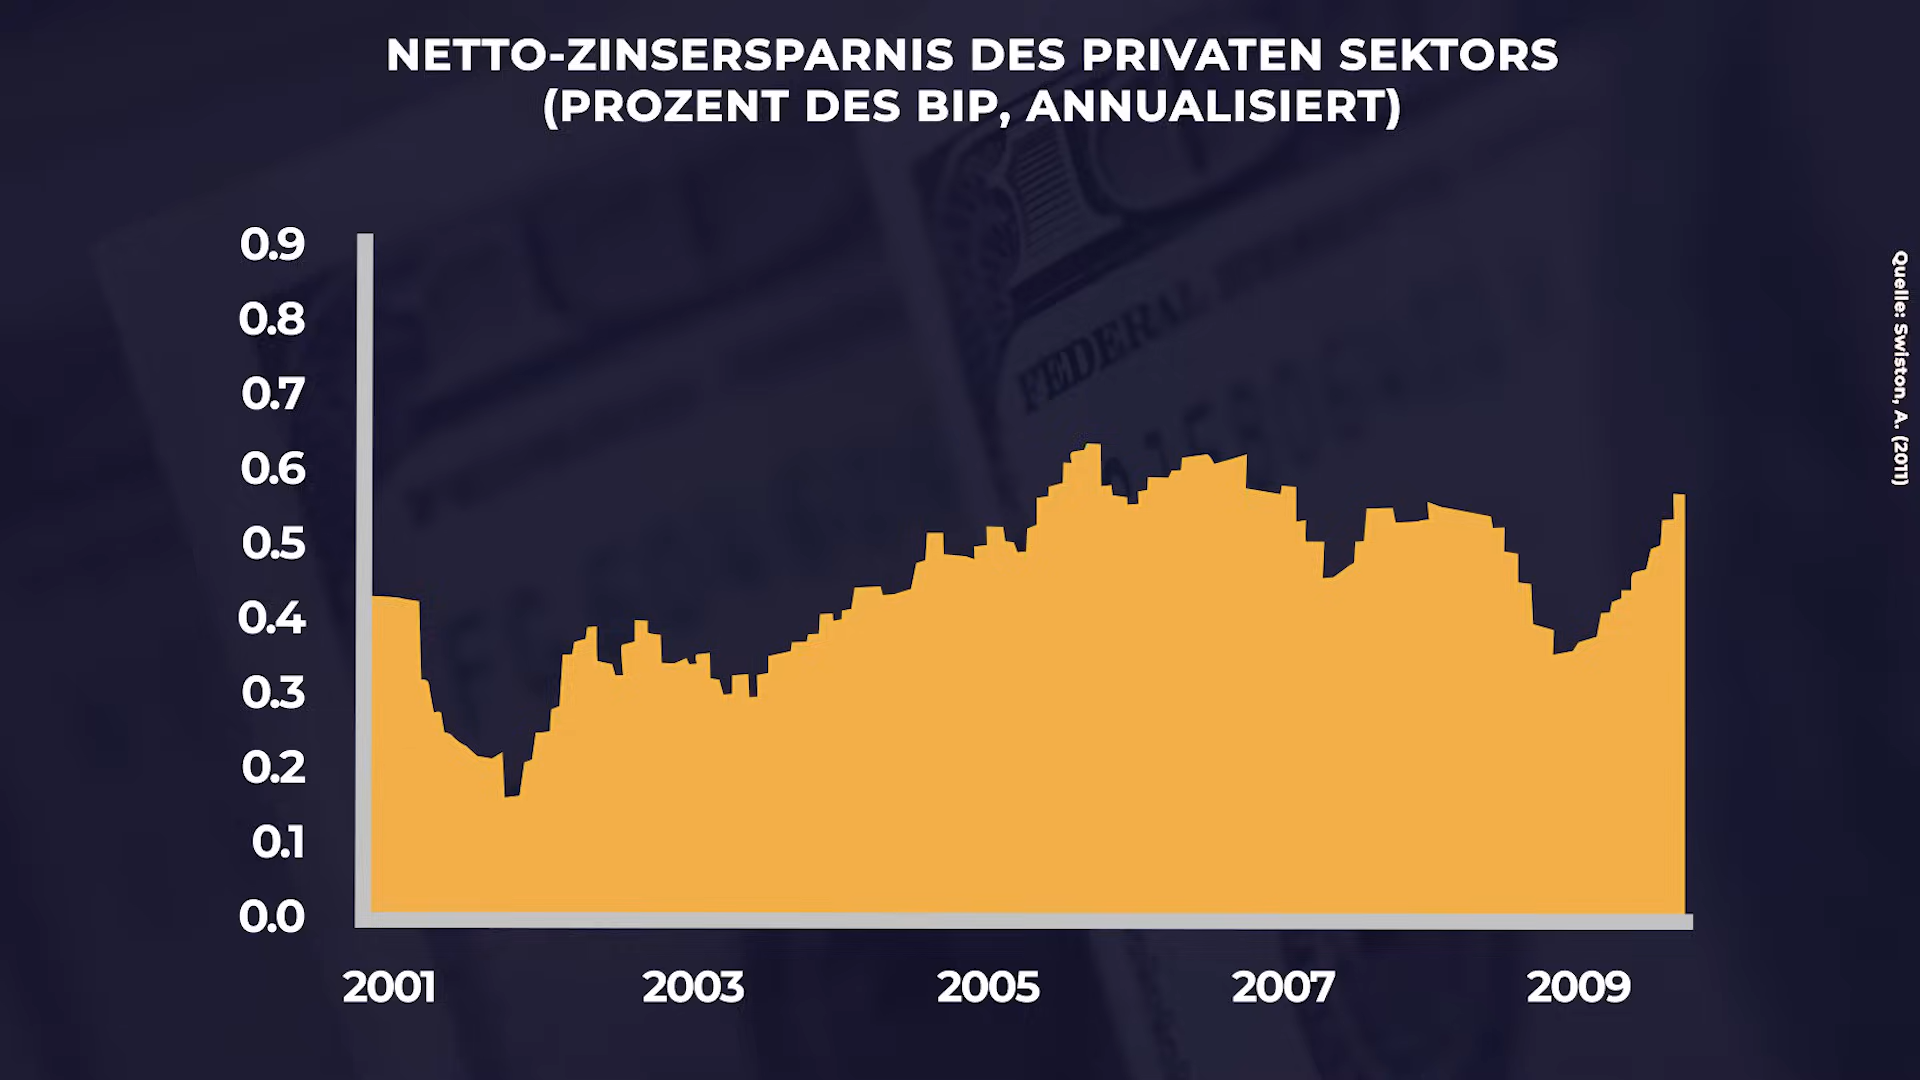 NETTO-ZINSERSPARNIS DES PRIVATEN SEKTORS
(PROZENT DES BIP, ANNUALISIERT)
0.9
0.8
0.7
0.6
0.5
0.4
0.3
0.2
0.1
0.0
2001 2003 2005 2007 2009
Quelle: Swiston, A. (2011)
FEDERAL